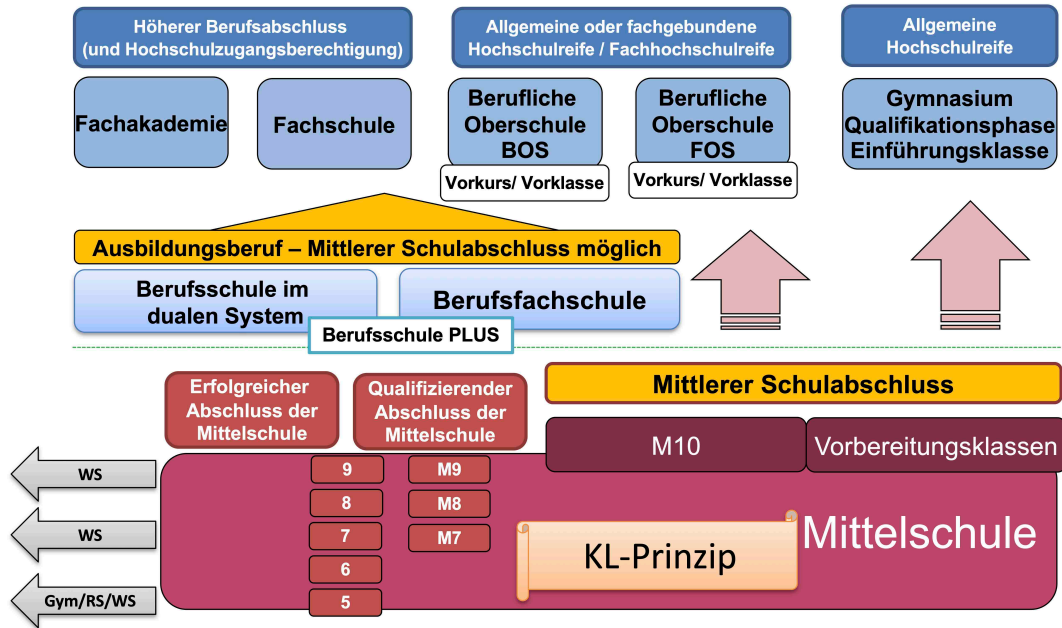 Höherer Berufsabschluss
(und Hochschulzugangsberechtigung)
Allgemeine oder fachgebundene
Hochschulreife / Fachhochschulreife
Allgemeine
Hochschulreife
Fachakademie
Fachschule
Berufliche
Oberschule
BOS
Vorkurs/ Vorklasse
Berufliche
Oberschule
FOS
Vorkurs/ Vorklasse
Gymnasium
Qualifikationsphase
Einführungsklasse
Ausbildungsberuf – Mittlerer Schulabschluss möglich
Berufsschule im
dualen System
Berufsfachschule
Berufsschule PLUS
Erfolgreicher
Abschluss der
Mittelschule
Qualifizierender
Abschluss der
Mittelschule
Mittlerer Schulabschluss
M10
Vorbereitungsklassen
WS
WS
Gym/RS/WS
9
8
7
6
5
M9
M8
M7
KL-Prinzip
Mittelschule